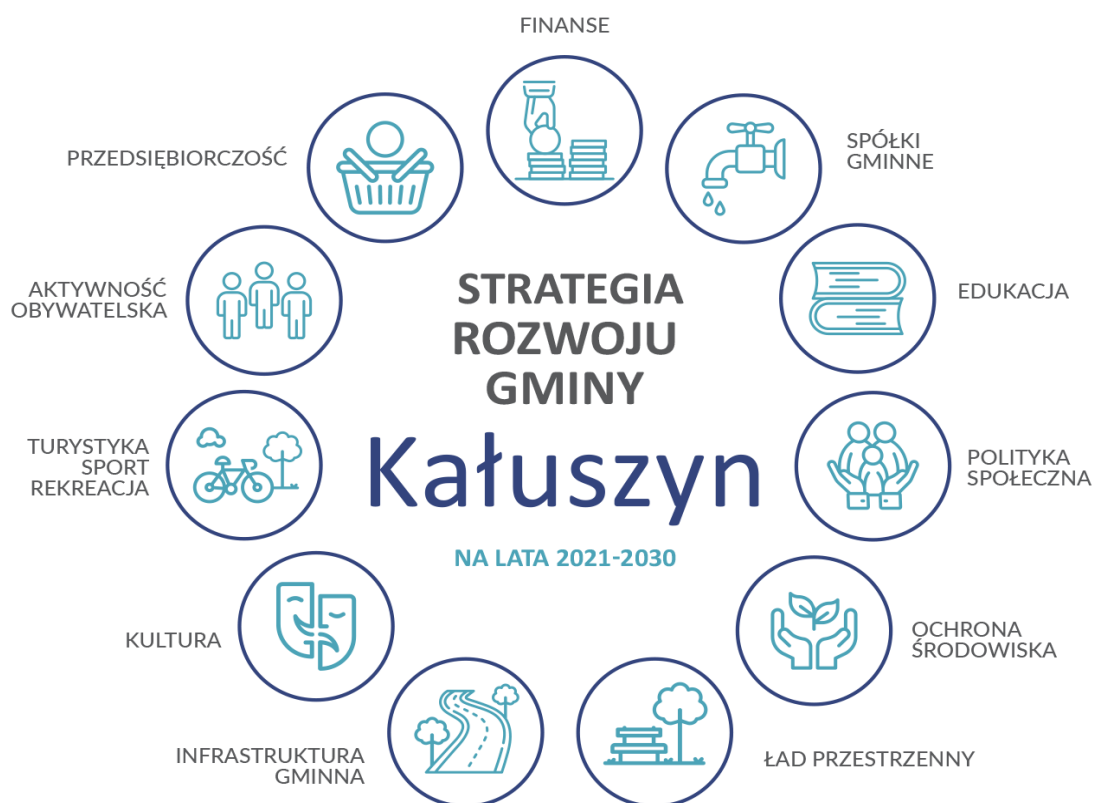 FINANSE
SPÓŁKI
GMINNE
PRZEDSIĘBIORCZOŚĆ
AKTYWNOŚĆ
OBYWATELSKA
EDUKACJA
STRATEGIA
ROZWOJU
GMINY
Kałuszyn
NA LATA 2021-2030
TURYSTYKA
SPORT
REKREACJA
POLITYKA
SPOŁECZNA
KULTURA
OCHRONA
ŚRODOWISKA
INFRASTRUKTURA
GMINNA
ŁAD PRZESTRZENNY